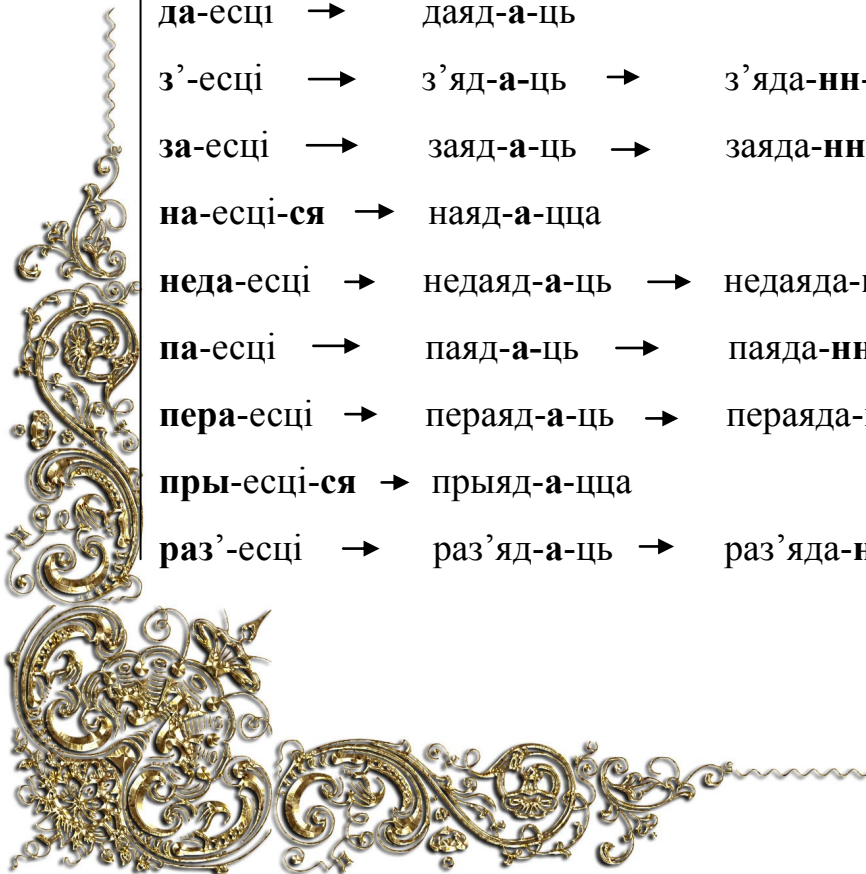 да-есці → даяд-а-ць
з’-есці → з’яд-а-ць → з’яда-нн-
за-есці → заяд-а-ць → заяда-нн
на-есці-ся → наяд-а-цца
неда-есці → недаяд-а-ць → недаяда-
па-есці → паяд-а-ць → паяда-нн
пера-есці → пераяд-а-ць → пераяда-
пры-есці-ся → прыяд-а-цца
раз’-есці → раз’яд-а-ць → раз’яда-н